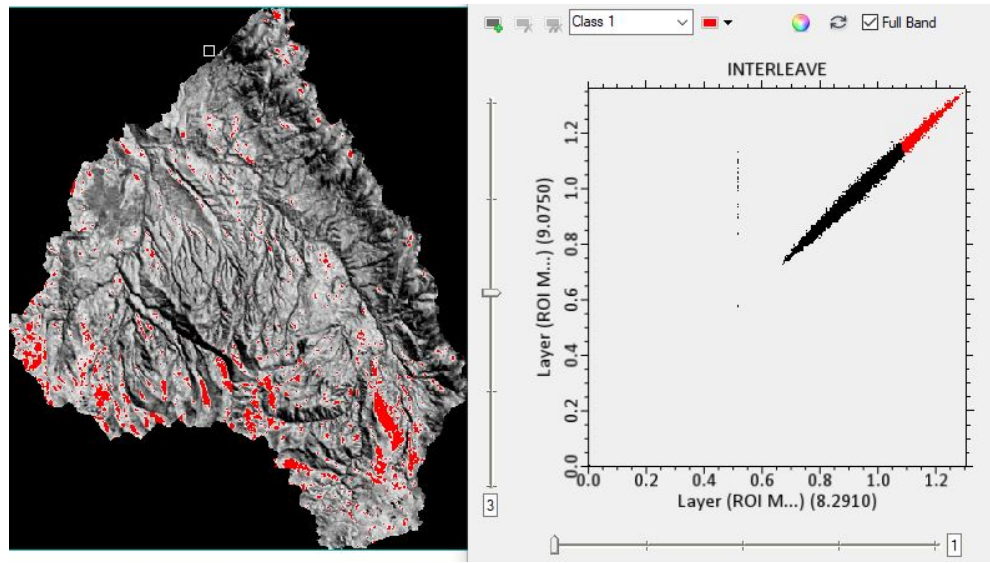 Class 1
Full Band
INTERLEAVE
Layer (ROI M...) (9.0750)
1.2
1.0
0.8
0.6
0.4
0.2
0.0
0.0 0.2 0.4 0.6 0.8 1.0 1.2
Layer (ROI M...) (8.2910)
3
1